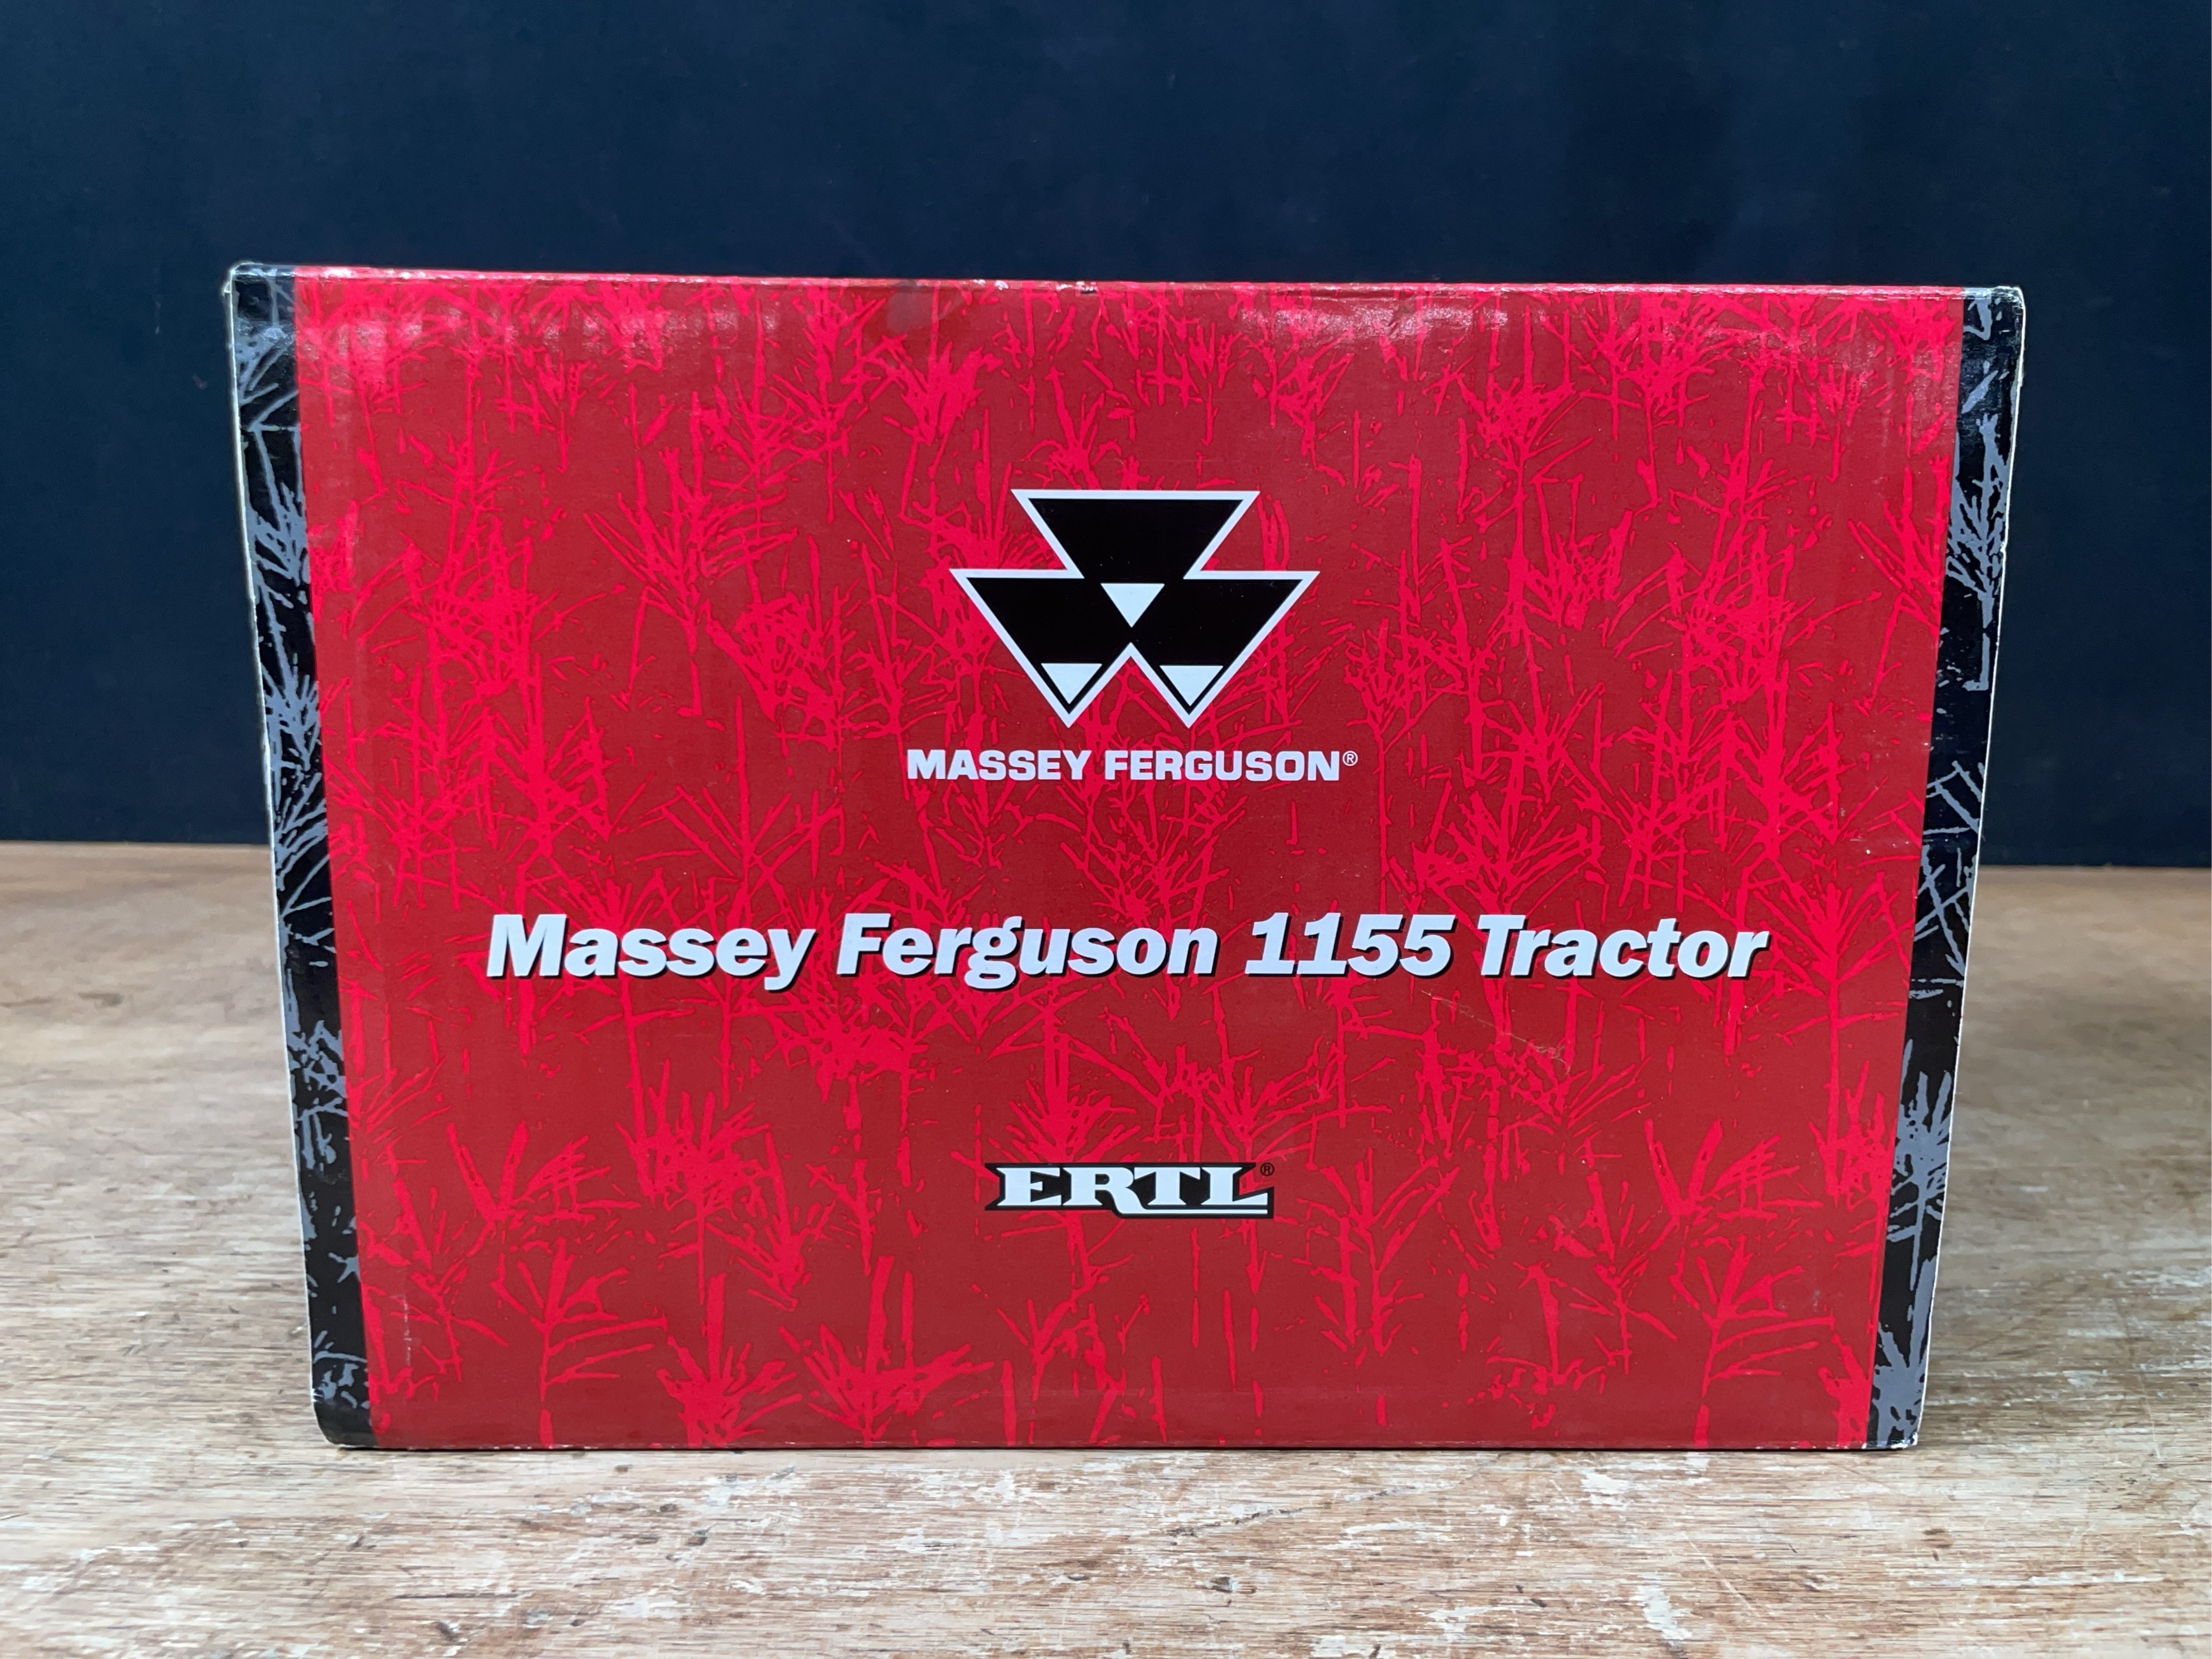 MASSEY FERGUSON®
Massey Ferguson 1155 Tractor
ERTL®